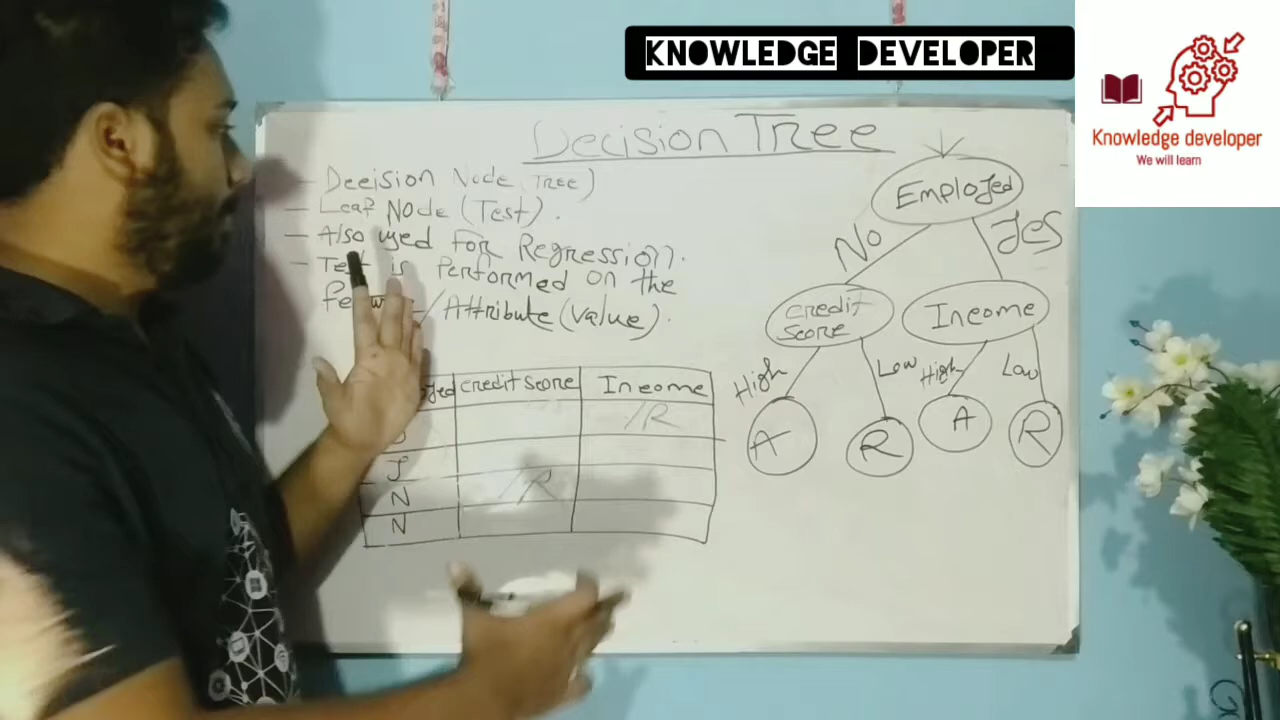 KNOWLEDGE DEVELOPER
Knowledge developer
We will learn
Decision Tree
- Decision Node Tree)
- Leaf Node (Test).
- Also used For Regression.
- Test is Performed on the
/Attribute (value).
Credit Score Income
/R
J
N /R
N
Employed
No Yes
Credit Score
Income
High Low High Low
A R A R